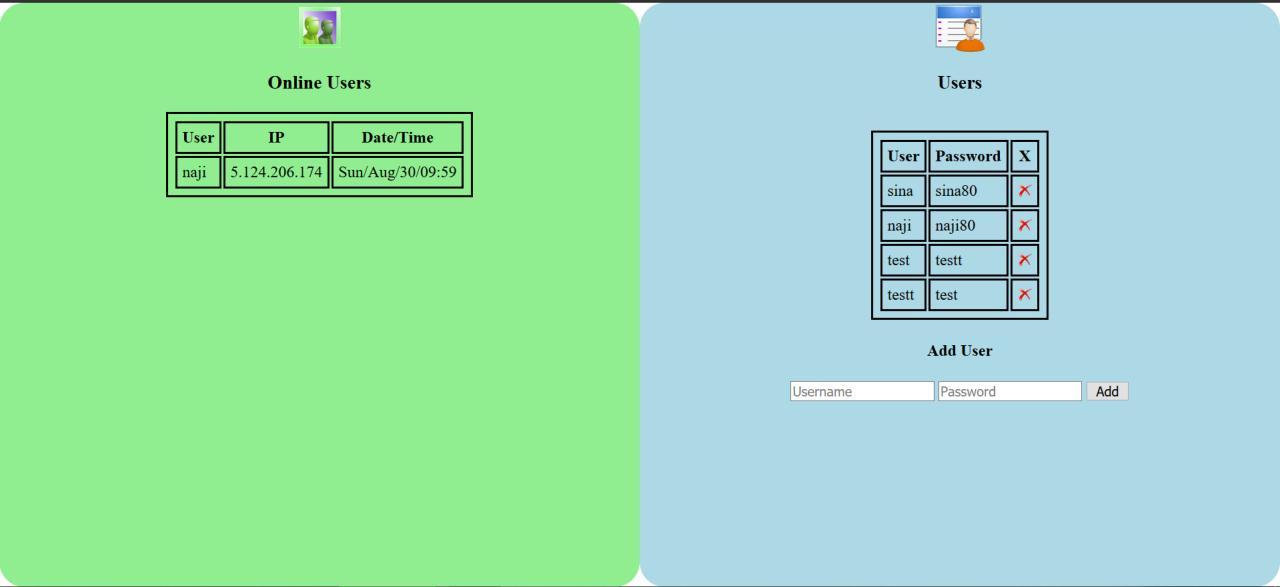 Online Users
User IP Date/Time
naji 5.124.206.174 Sun/Aug/30/09:59
Users
User Password X
sina sina80
naji naji80
test testt
testt test
Add User
Username Password Add